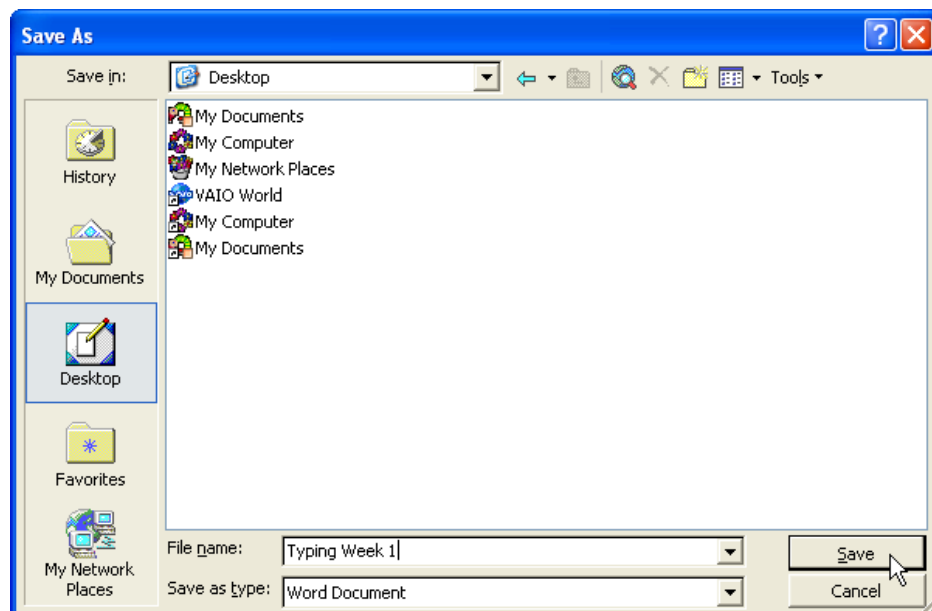 Save As
Save in:
Desktop
Tools
History
My Documents
Desktop
Favorites
My Network
Places
My Documents
My Computer
My Network Places
VAIO World
My Computer
My Documents
File name:
Typing Week 1
Save
Save as type:
Word Document
Cancel